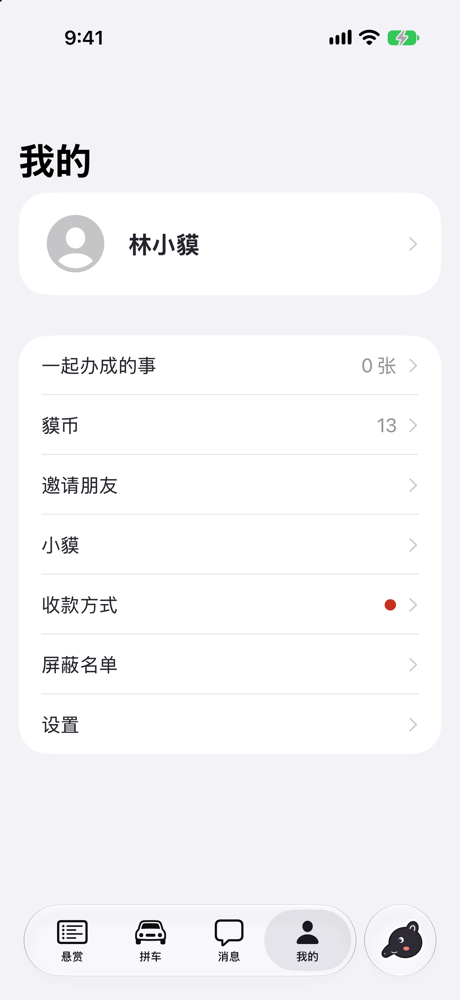 9:41
我的
林小貘
一起办成的事 0 张
貘币 13
邀请朋友
小貘
收款方式
屏蔽名单
设置
悬赏 拼车 消息 我的